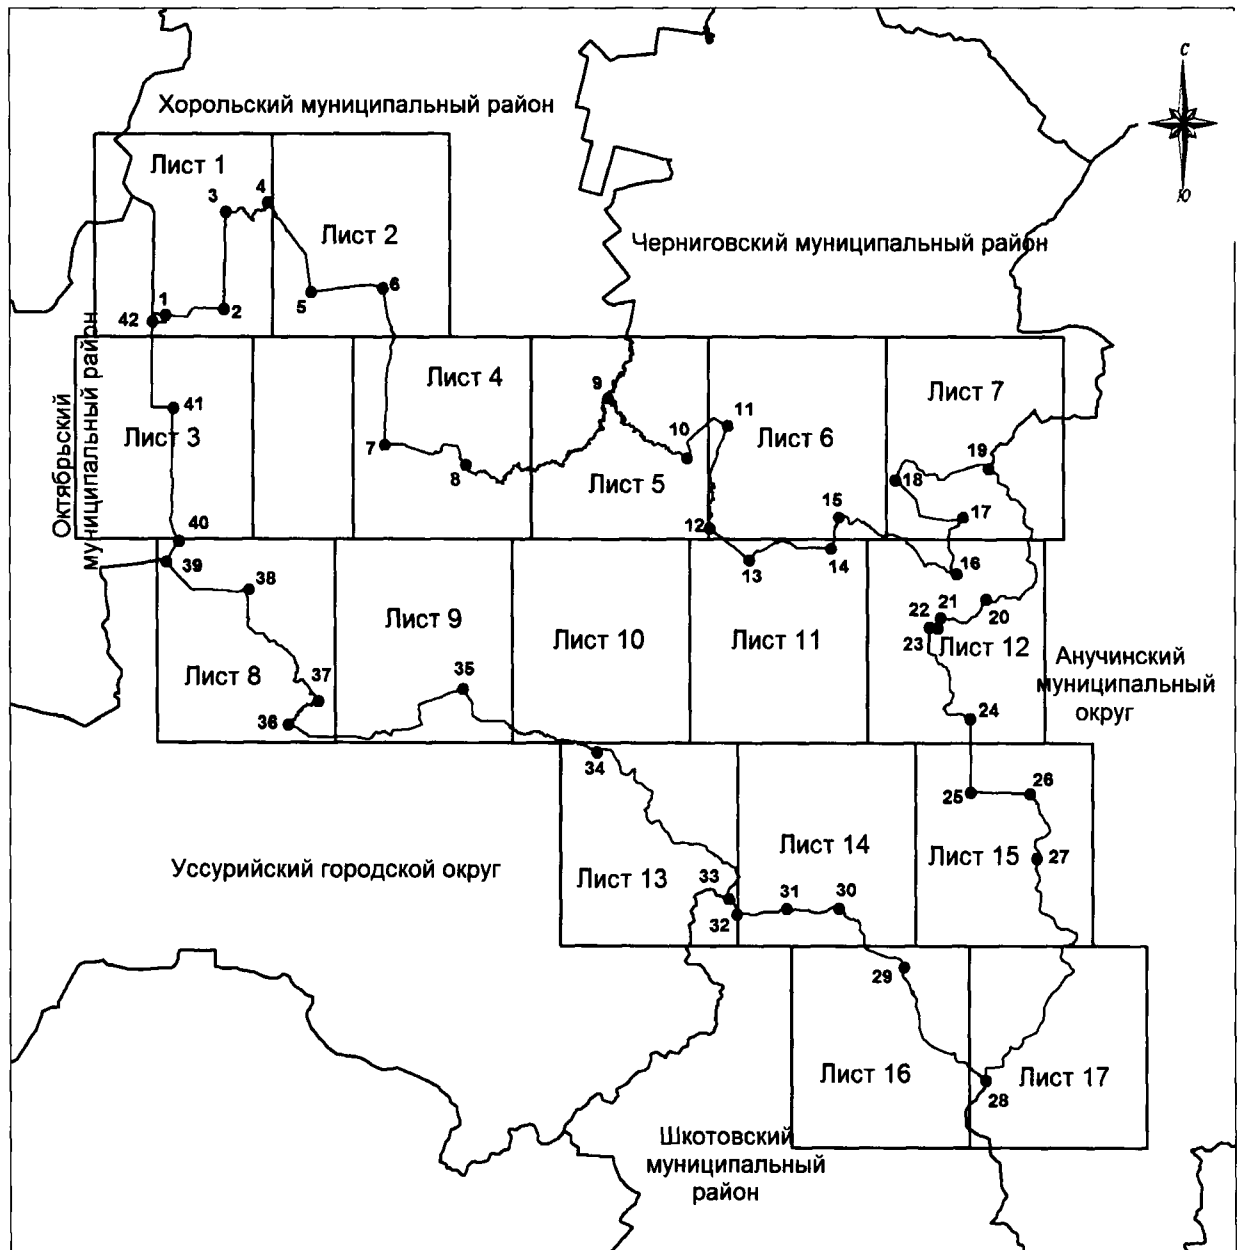 С
Хорольский муниципальный район
Лист 1
4
3
Ю
Лист 2
Черниговский муниципальный район
6
5
1
2
42
Октябрьский
муниципальный район
Лист 4
9
Лист 7
41
11
10
Лист 6
Лист 3
7
8
19
Лист 5
18
15
17
12
40
14
13
39
16
38
20
21
22
23
Лист 9
Лист 10
Лист 11
Лист 12
Анучинский
муниципальный
округ
35
37
Лист 8
36
24
34
25
26
Лист 14
Лист 15
27
Уссурийский городской округ
Лист 13
33
31
30
32
29
Лист 16
Лист 17
28
Шкотовский
муниципальный
район